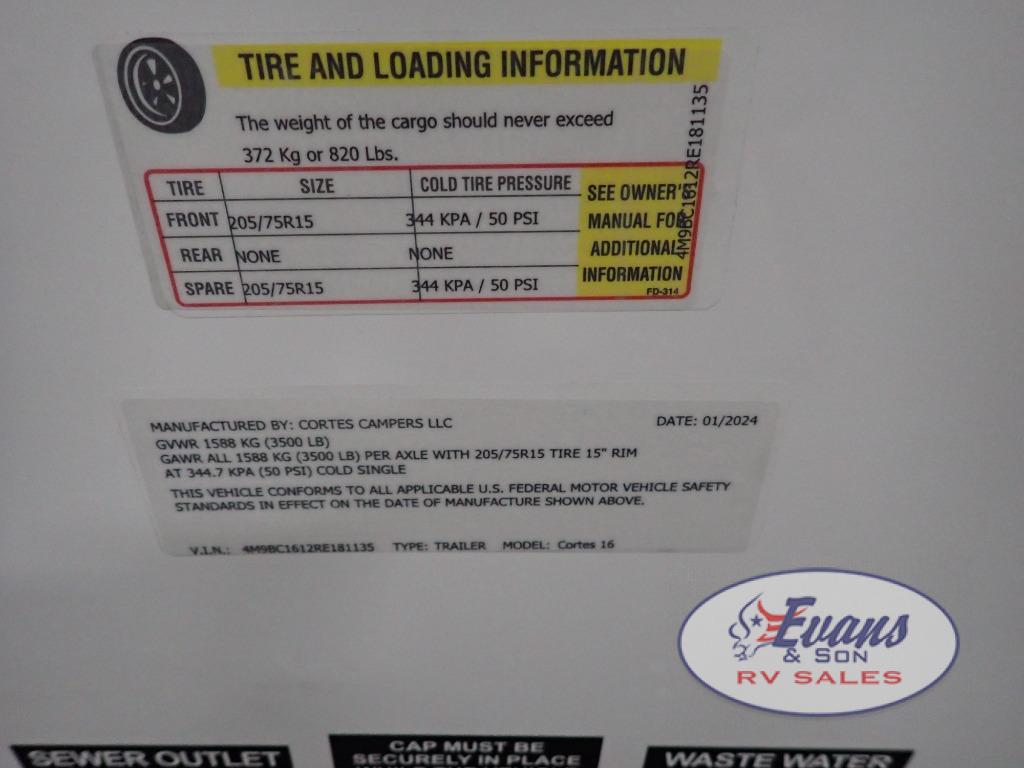 TIRE AND LOADING INFORMATION
The weight of the cargo should never exceed
372 Kg or 820 Lbs.
TIRE SIZE COLD TIRE PRESSURE
FRONT 205/75R15 344 KPA / 50 PSI
REAR NONE NONE
SPARE 205/75R15 344 KPA / 50 PSI
SEE OWNER'S
MANUAL FOR
ADDITIONAL
INFORMATION
FD-314
4M9BC1612RE181135
MANUFACTURED BY: CORTES CAMPERS LLC DATE: 01/2024
GVWR 1588 KG (3500 LB)
GAWR ALL 1588 KG (3500 LB) PER AXLE WITH 205/75R15 TIRE 15" RIM
AT 344.7 KPA (50 PSI) COLD SINGLE
THIS VEHICLE CONFORMS TO ALL APPLICABLE U.S. FEDERAL MOTOR VEHICLE SAFETY
STANDARDS IN EFFECT ON THE DATE OF MANUFACTURE SHOWN ABOVE.
V.I.N.: 4M9BC1612RE181135 TYPE: TRAILER MODEL: Cortes 16
Evans
& SON
RV SALES
SEWER OUTLET
CAP MUST BE
SECURELY IN PLACE
WASTE WATER